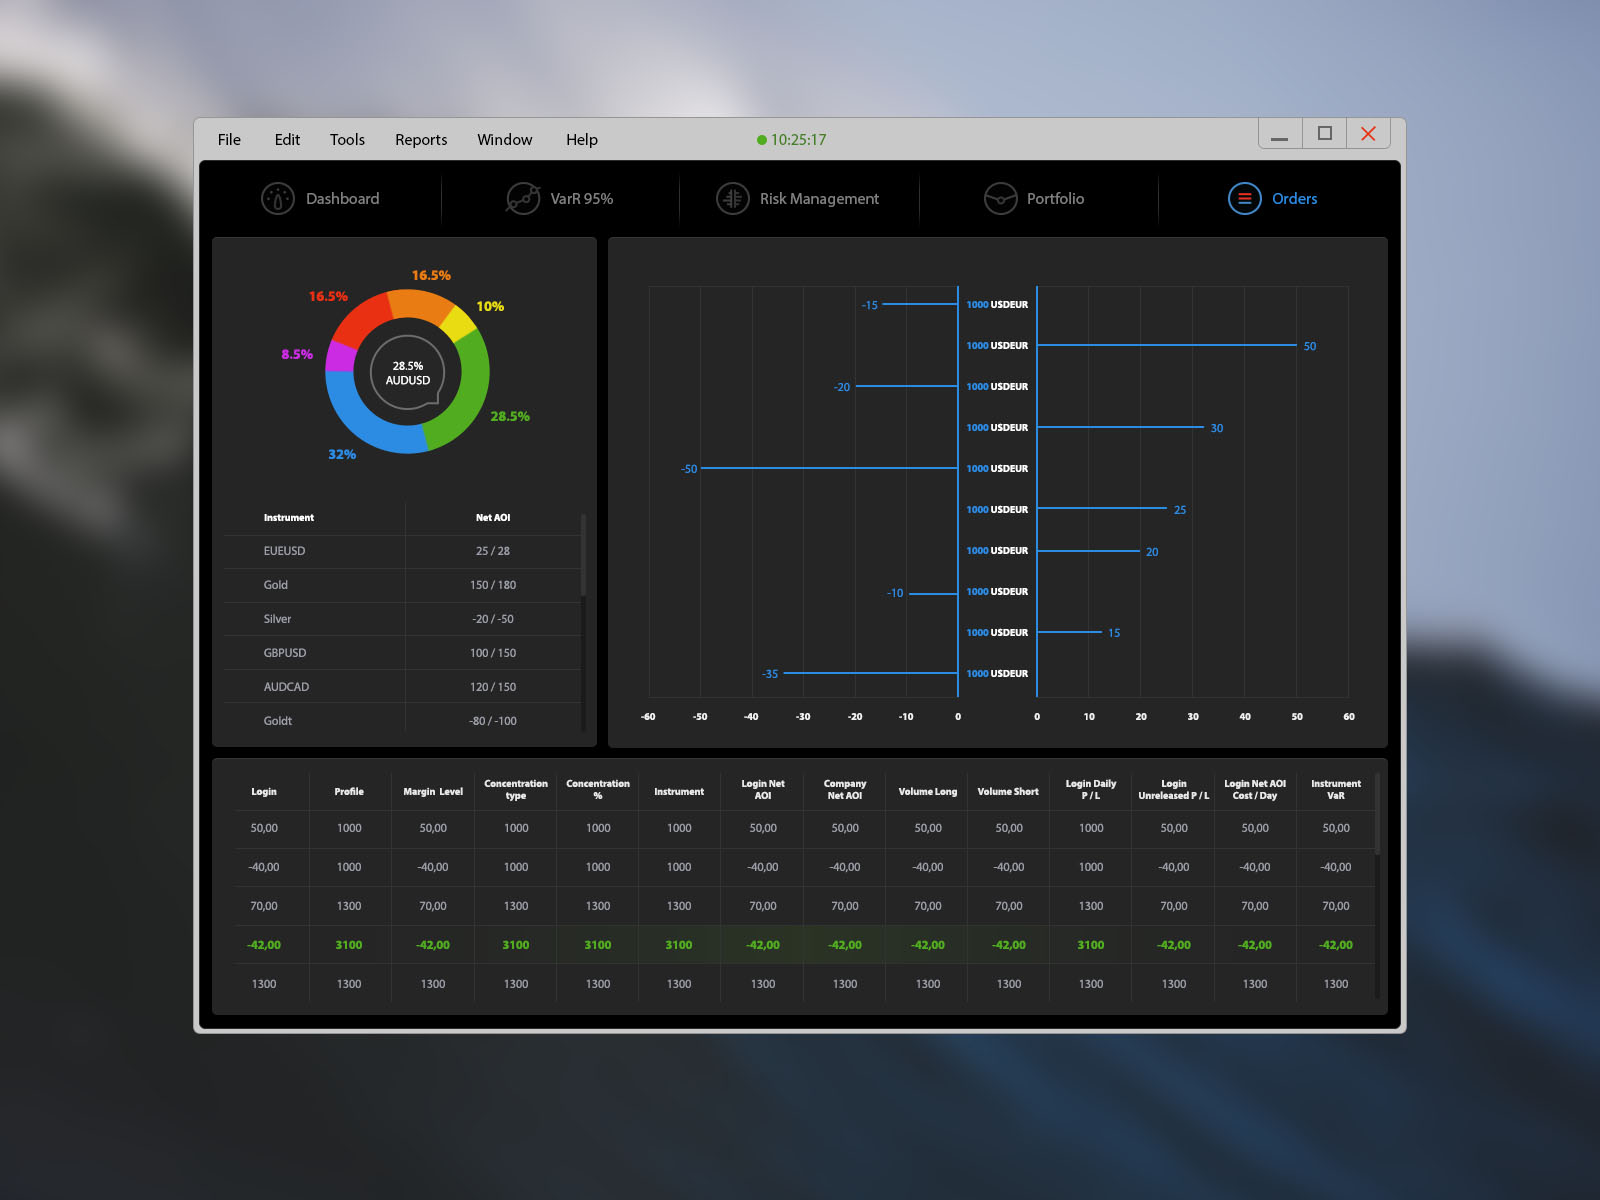 File Edit Tools Reports Window Help 10:25:17
Dashboard VarR 95% Risk Management Portfolio Orders
16.5%
16.5%
10%
8.5%
28.5%
AUDUSD
28.5%
32%
Instrument Net AOI
EUEUSD 25 / 28
Gold 150 / 180
Silver -20 / -50
GBPUSD 100 / 150
AUDCAD 120 / 150
Goldt -80 / -100
-15 1000 USDEUR
1000 USDEUR 50
-20 1000 USDEUR
1000 USDEUR 30
-50 1000 USDEUR
1000 USDEUR 25
1000 USDEUR 20
-10 1000 USDEUR
1000 USDEUR 15
-35 1000 USDEUR
-60 -50 -40 -30 -20 -10 0 0 10 20 30 40 50 60
Login Profile Margin Level Concentration type Concentration % Instrument Login Net AOI Company Net AOI Volume Long Volume Short Login Daily P / L Login Unreleased P / L Login Net AOI Cost / Day Instrument VaR
50,00 1000 50,00 1000 1000 1000 50,00 50,00 50,00 50,00 1000 50,00 50,00 50,00
-40,00 1000 -40,00 1000 1000 1000 -40,00 -40,00 -40,00 -40,00 1000 -40,00 -40,00 -40,00
70,00 1300 70,00 1300 1300 1300 70,00 70,00 70,00 70,00 1300 70,00 70,00 70,00
-42,00 3100 -42,00 3100 3100 3100 -42,00 -42,00 -42,00 -42,00 3100 -42,00 -42,00 -42,00
1300 1300 1300 1300 1300 1300 1300 1300 1300 1300 1300 1300 1300 1300